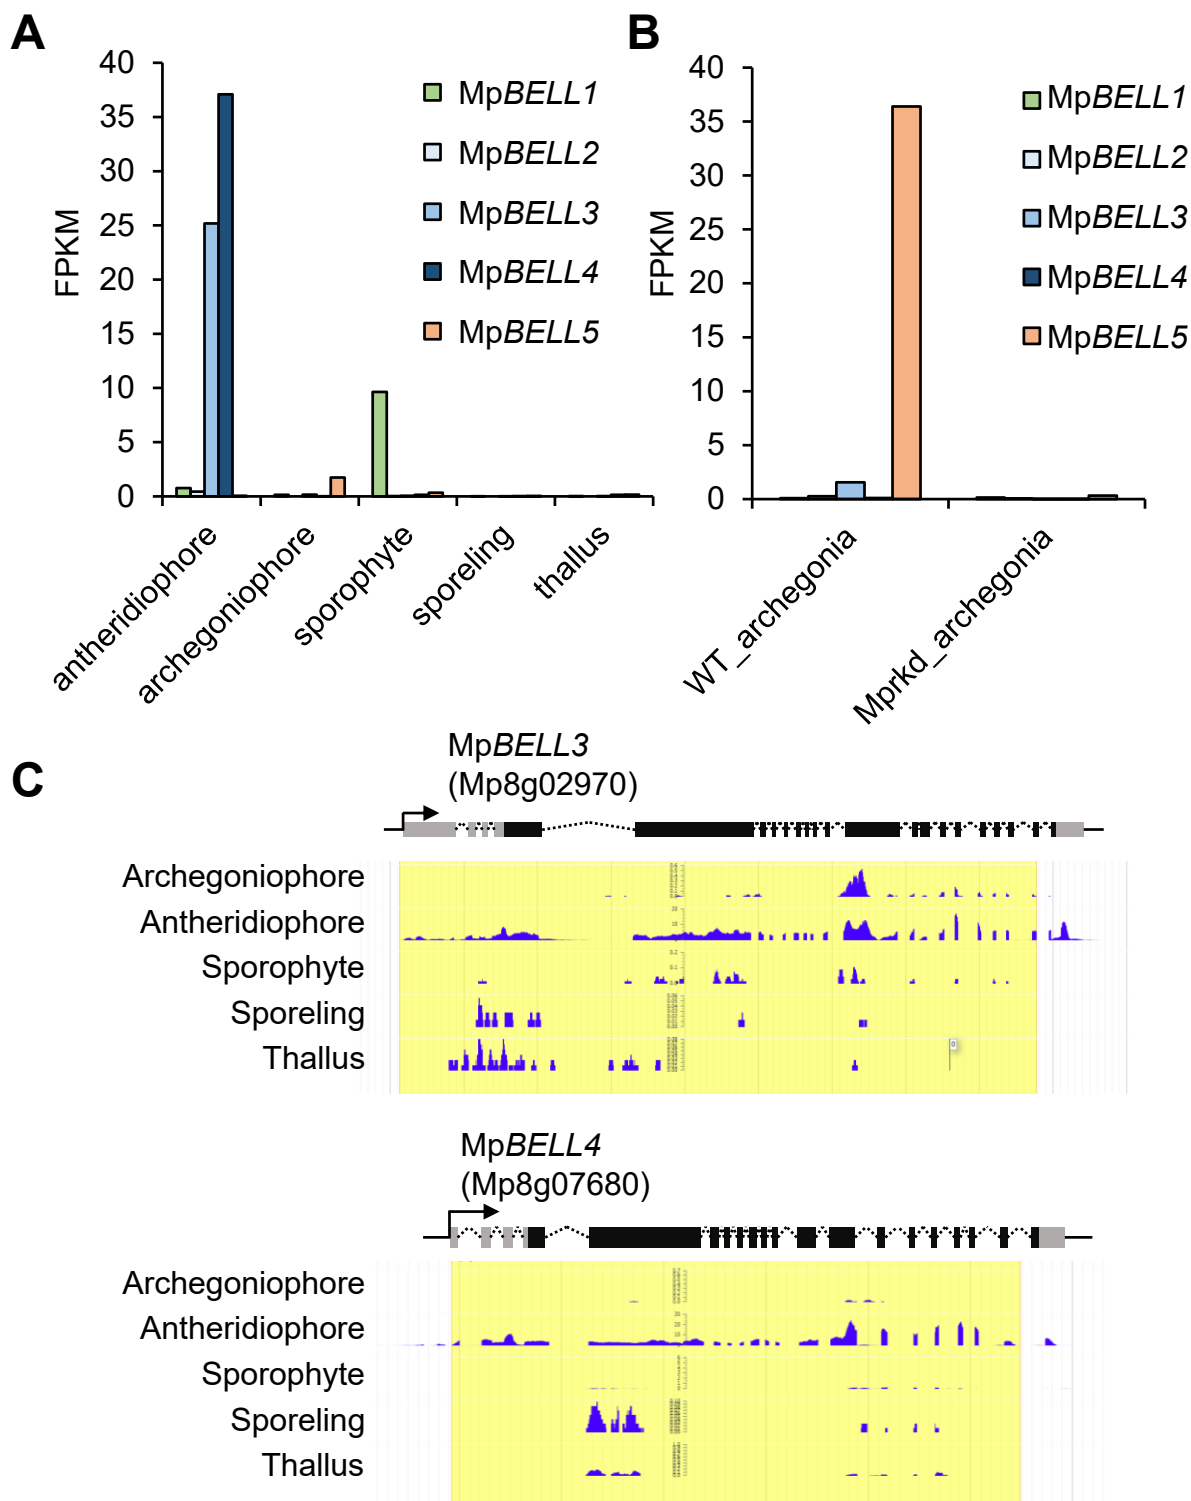 A
B
40
35
30
25
20
15
10
5
0
FPKM
MpBELL1
MpBELL2
MpBELL3
MpBELL4
MpBELL5
antheridiophore
archegoniophore
sporophyte
sporeling
thallus
40
35
30
25
20
15
10
5
0
FPKM
MpBELL1
MpBELL2
MpBELL3
MpBELL4
MpBELL5
WT_archegonia
Mprkd_archegonia
C
MpBELL3
(Mp8g02970)
Archegoniophore
Antheridiophore
Sporophyte
Sporeling
Thallus
0
MpBELL4
(Mp8g07680)
Archegoniophore
Antheridiophore
Sporophyte
Sporeling
Thallus